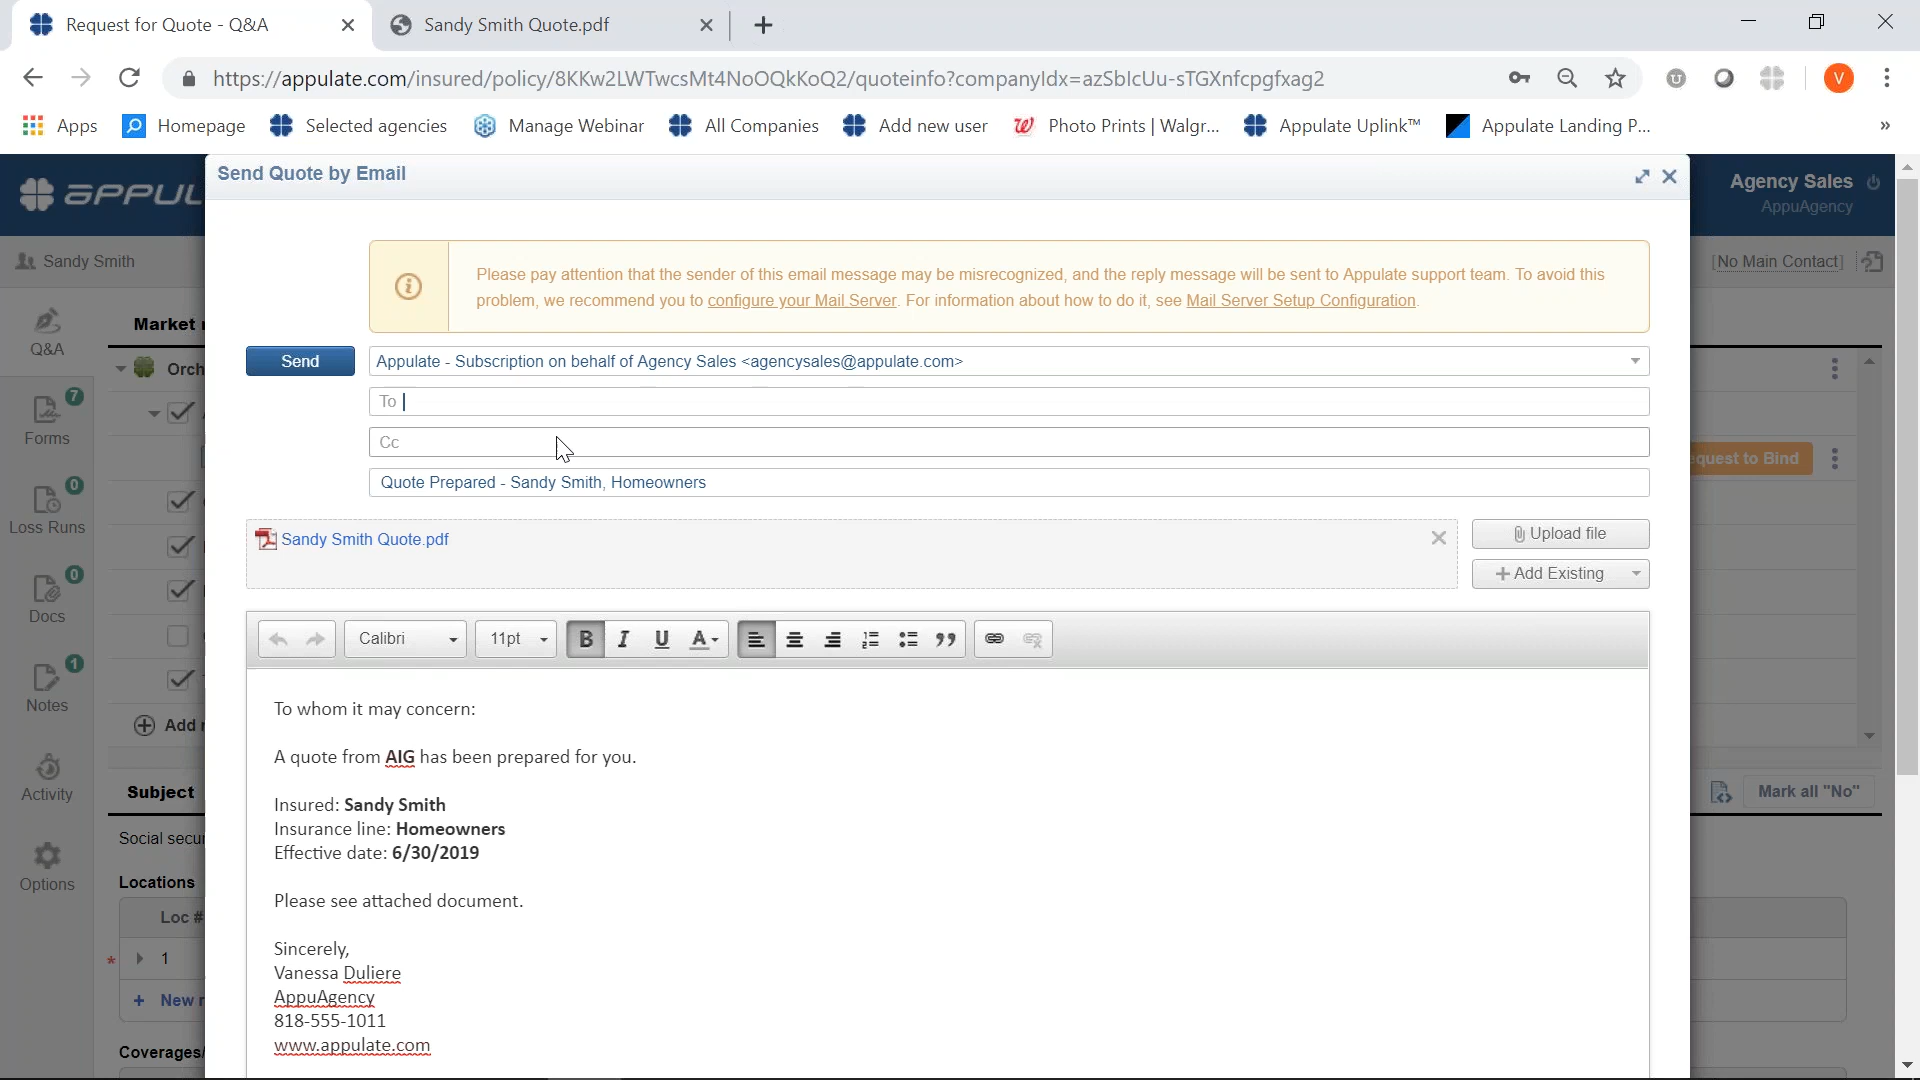 Request for Quote - Q&A
Sandy Smith Quote.pdf
https://appulate.com/insured/policy/8KKw2LWTwcsMt4NoOQkKoQ2/quoteinfo?companyIdx=azSblcUu-sTGXnfcpgfxag2
V
Apps
Homepage
Selected agencies
Manage Webinar
All Companies
Add new user
Photo Prints | Walgr...
Appulate Uplink™
Appulate Landing P...
»
APPUL
Send Quote by Email
Agency Sales
AppuAgency
Sandy Smith
[No Main Contact]
Please pay attention that the sender of this email message may be misrecognized, and the reply message will be sent to Appulate support team. To avoid this
problem, we recommend you to configure your Mail Server. For information about how to do it, see Mail Server Setup Configuration.
Q&A
Market
Orch
Send
Appulate - Subscription on behalf of Agency Sales <agencysales@appulate.com>
To
Cc
Quote Prepared - Sandy Smith, Homeowners
7
Forms
equest to Bind
0
Loss Runs
Sandy Smith Quote.pdf
Upload file
+ Add Existing
0
Docs
Calibri
11pt
B I U A
1
Notes
Add
To whom it may concern:
A quote from AIG has been prepared for you.
Insured: Sandy Smith
Insurance line: Homeowners
Effective date: 6/30/2019
Please see attached document.
Sincerely,
Vanessa Duliere
AppuAgency
818-555-1011
www.appulate.com
Activity
Options
Subject
Mark all "No"
Social secu
Locations
Loc #
* 1
+ New
Coverages/